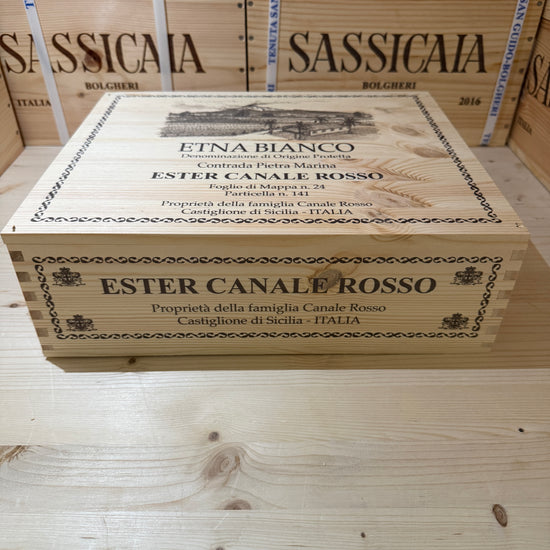 SASSICAIA
BOLGHERI
ITALIA
TENUTA SAN
SASSICAIA
BOLGHERI
2016
TENUTA SAN GUIDO-BOLGHERI
ETNA BIANCO
Denominazione di Origine Protetta
Contrada Pietra Marina
ESTER CANALE ROSSO
Foglio di Mappa n. 24
Particella n. 141
Proprietà della famiglia Canale Rosso
Castiglione di Sicilia - ITALIA
ESTER CANALE ROSSO
Proprietà della famiglia Canale Rosso
Castiglione di Sicilia - ITALIA